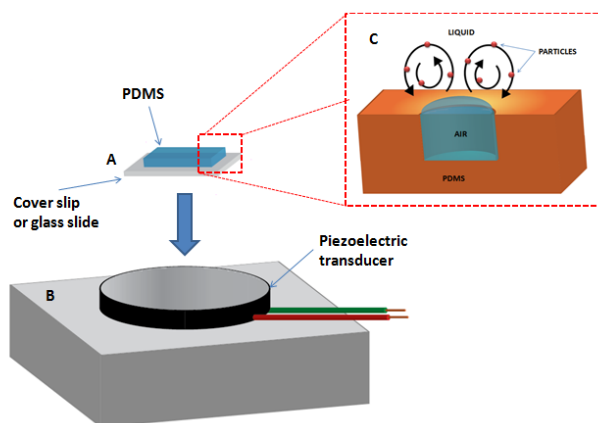 C
LIQUID
PARTICLES
AIR
PDMS
PDMS
A
Cover slip
or glass slide
Piezoelectric
transducer
B